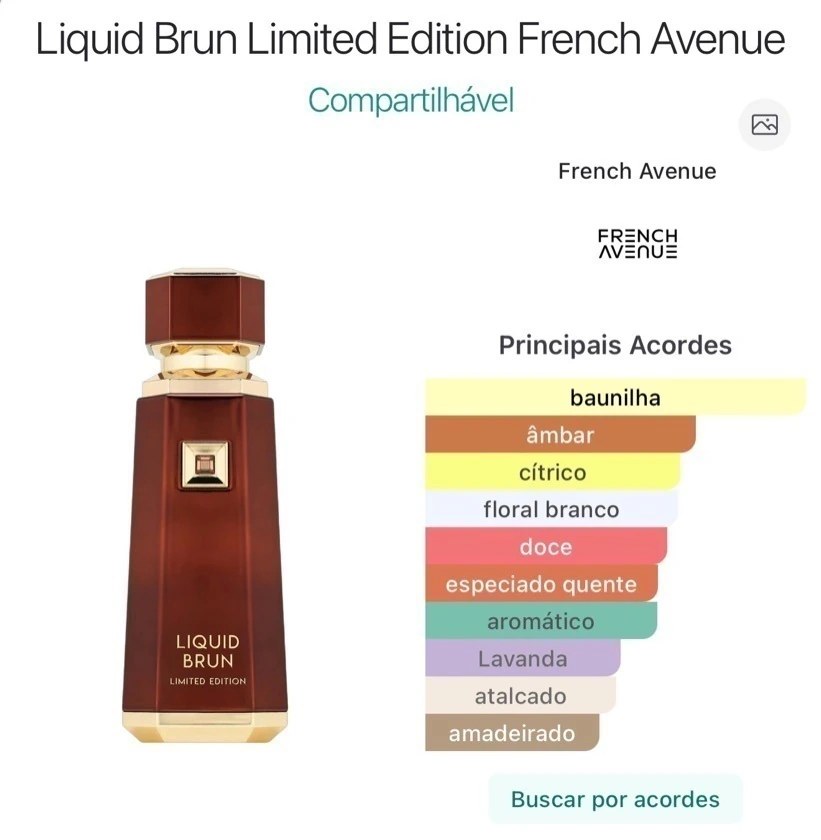 Liquid Brun Limited Edition French Avenue
Compartilhável
French Avenue
FRENCH
AVENUE
Principais Acordes
baunilha
âmbar
cítrico
floral branco
doce
especiado quente
aromático
Lavanda
atalcado
amadeirado
LIQUID
BRUN
LIMITED EDITION
Buscar por acordes